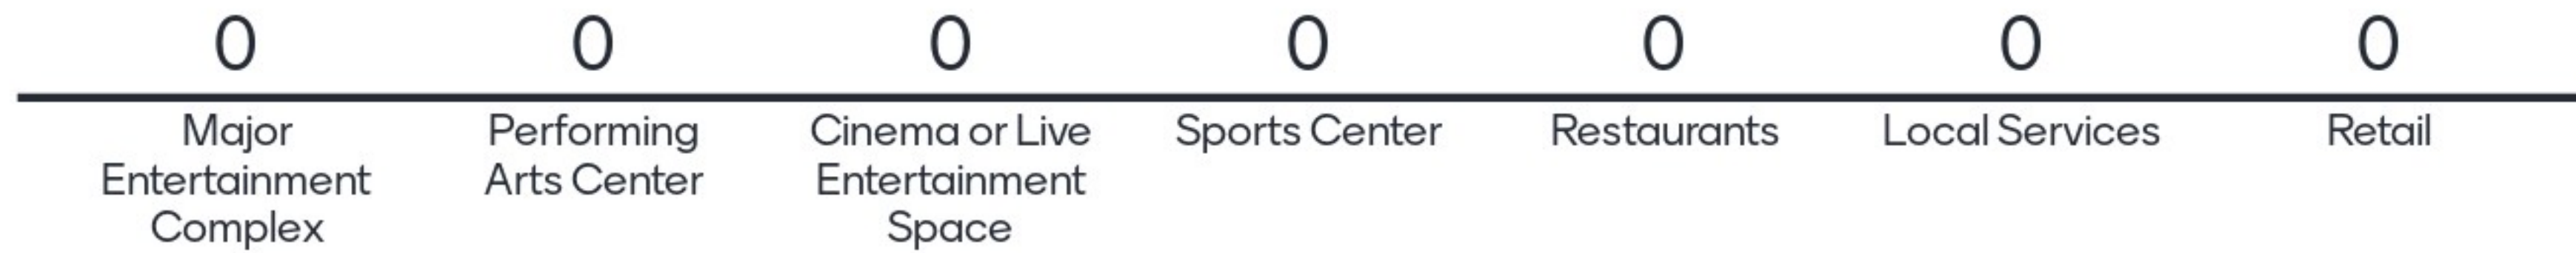 0 0 0 0 0 0 0
Major Entertainment Complex
Performing Arts Center
Cinema or Live Entertainment Space
Sports Center
Restaurants
Local Services
Retail